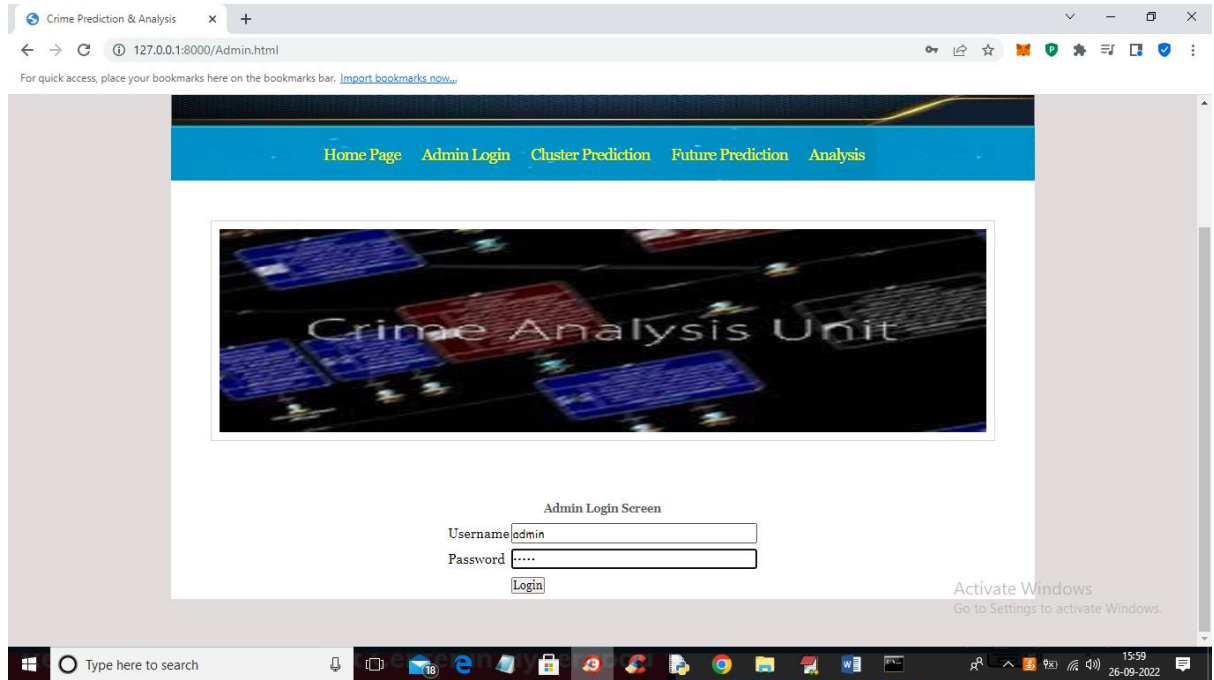 Crime Prediction & Analysis
127.0.0.1:8000/Admin.html
For quick access, place your bookmarks here on the bookmarks bar. Import bookmarks now...
Home Page Admin Login Cluster Prediction Future Prediction Analysis
Crime Analysis Unit
Admin Login Screen
Username admin
Password •••••
Login
Activate Windows
Go to Settings to activate Windows.
Type here to search
18
15:59
26-09-2022